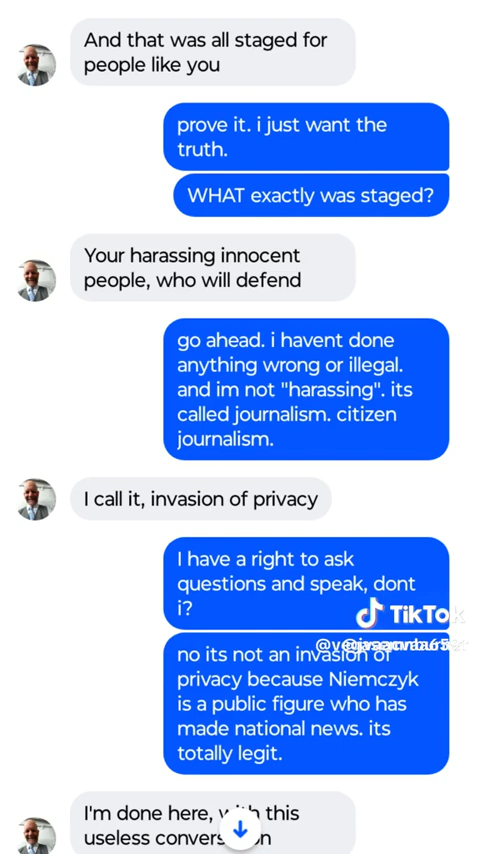 And that was all staged for
people like you
prove it. i just want the
truth.
WHAT exactly was staged?
Your harassing innocent
people, who will defend
go ahead. i havent done
anything wrong or illegal.
and im not "harassing". its
called journalism. citizen
journalism.
I call it, invasion of privacy
I have a right to ask
questions and speak, dont
i?
TikTok
no its not an invasion of
privacy because Niemczyk
is a public figure who has
made national news. its
totally legit.
I'm done here, with this
useless conversation